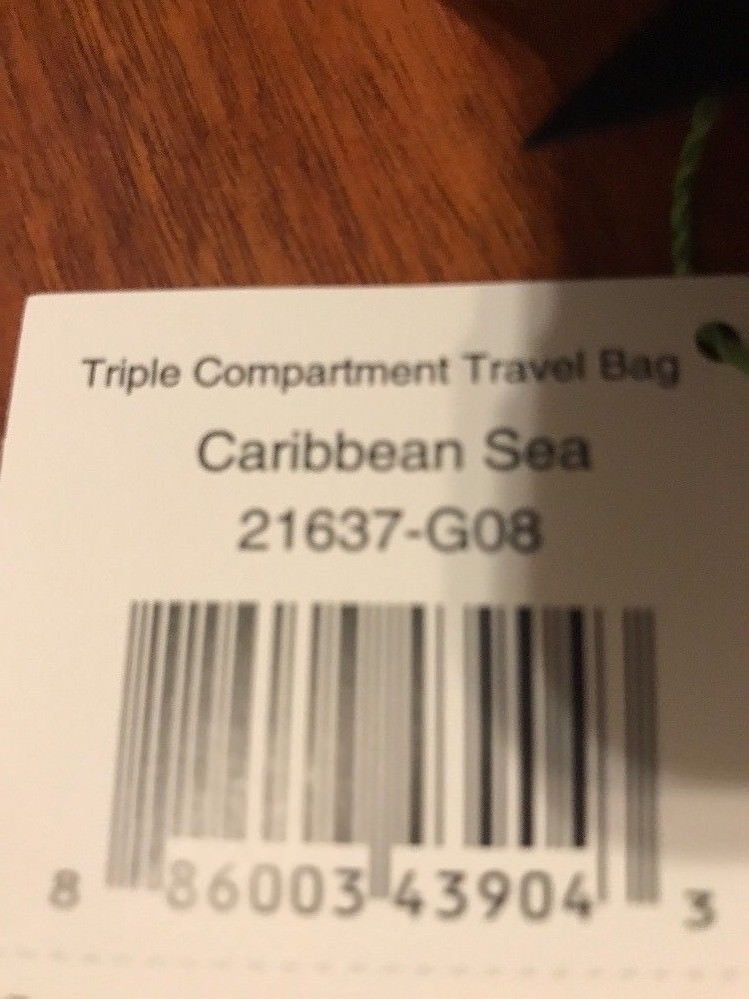 Triple Compartment Travel Bag
Caribbean Sea
21637-G08
8 86003 43904 3